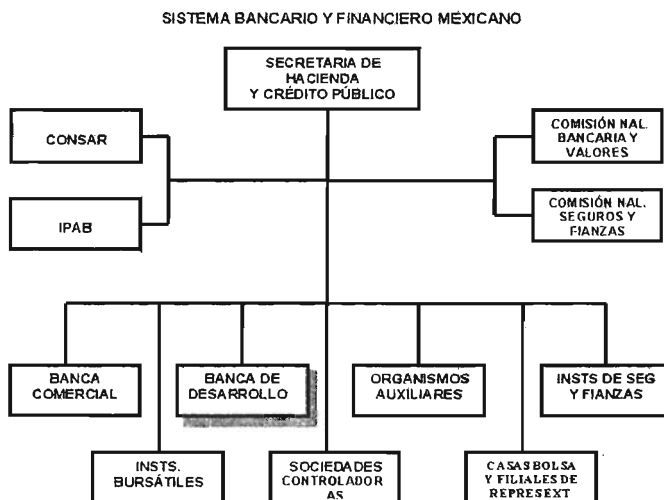 SISTEMA BANCARIO Y FINANCIERO MEXICANO
SECRETARIA DE
HACIENDA
Y CRÉDITO PÚBLICO
CONSAR
COMISIÓN NAL.
BANCARIA Y
VALORES
IPAB
COMISIÓN NAL.
SEGUROS Y
FIANZAS
BANCA
COMERCIAL
BANCA DE
DESARROLLO
ORGANISMOS
AUXILIARES
INSTS DE SEG
Y FIANZAS
INSTS.
BURSÁTILES
SOCIEDADES
CONTROLADOR
AS
CASAS BOLSA
Y FILIALES DE
REPRES EXT